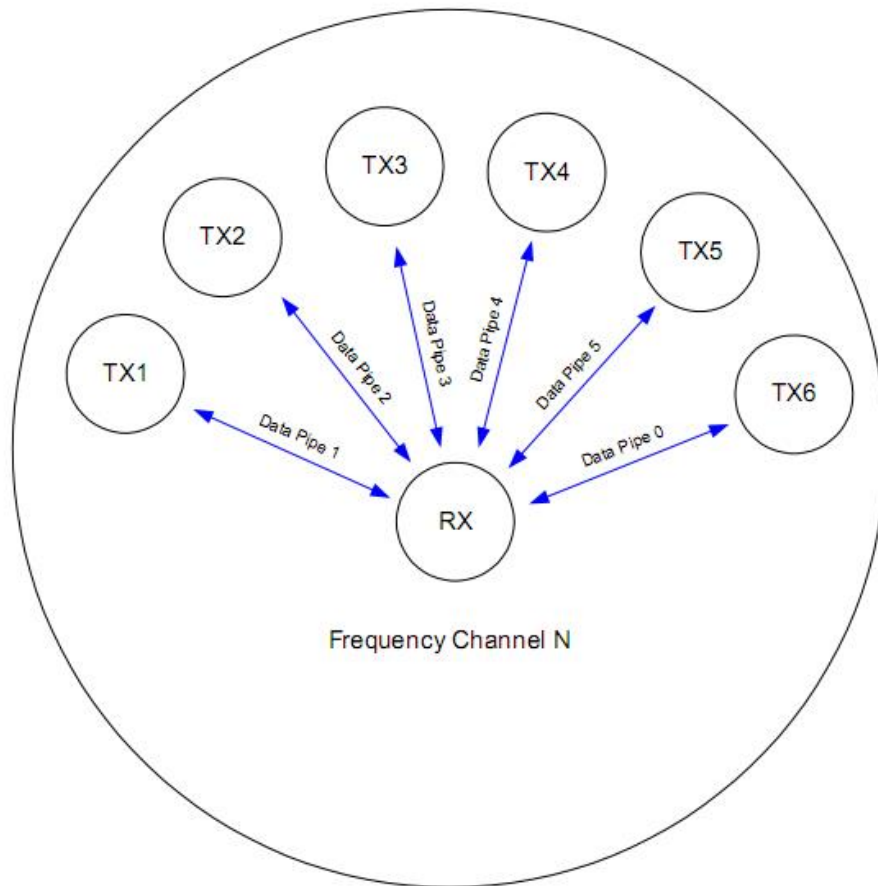 TX3
TX4
TX2
TX5
TX1
TX6
Data Pipe 1
Data Pipe 2
Data Pipe 3
Data Pipe 4
Data Pipe 5
Data Pipe 0
RX
Frequency Channel N